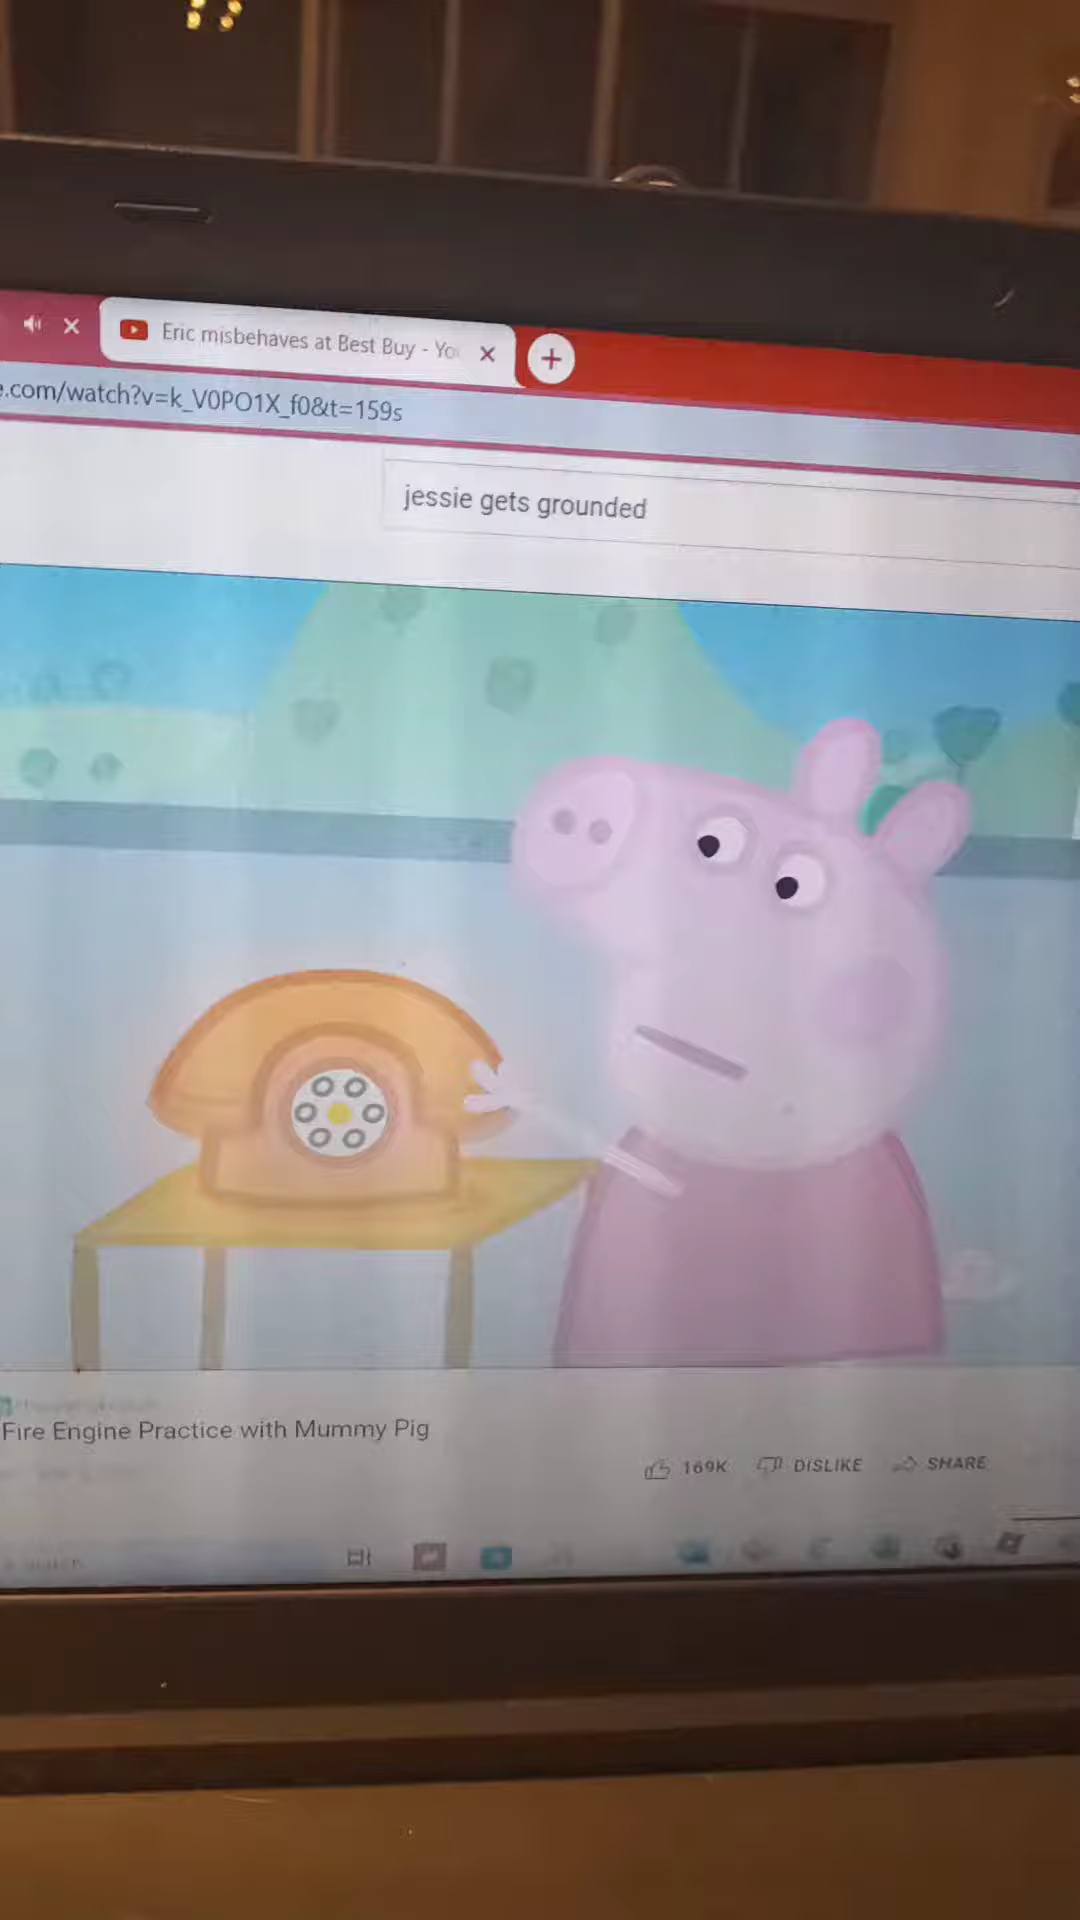 Eric misbehaves at Best Buy - Yo
.com/watch?v=k_V0PO1X_f0&t=159s
jessie gets grounded
Fire Engine Practice with Mummy Pig
169K DISLIKE SHARE